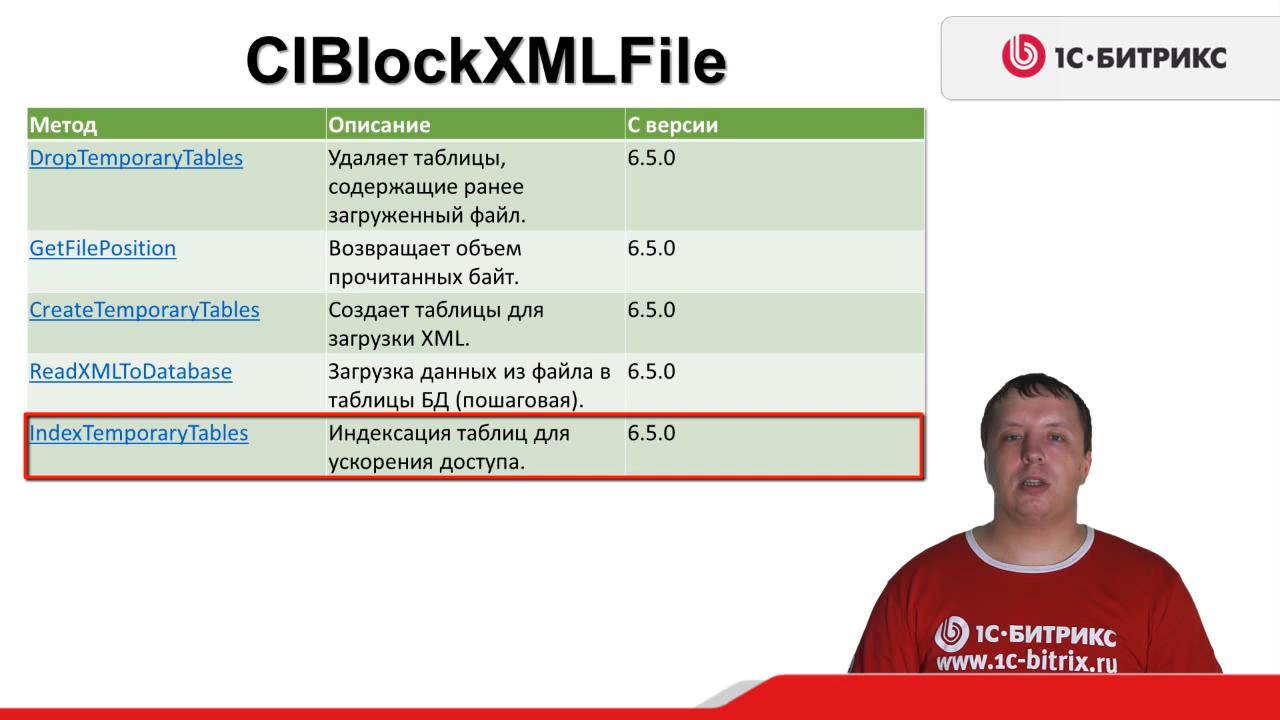 CIBlockXMLFile
1С·БИТРИКС
Метод Описание С версии
DropTemporaryTables Удаляет таблицы, 6.5.0
содержащие ранее
загруженный файл.
GetFilePosition Возвращает объем 6.5.0
прочитанных байт.
CreateTemporaryTables Создает таблицы для 6.5.0
загрузки XML.
ReadXMLToDatabase Загрузка данных из файла в 6.5.0
таблицы БД (пошаговая).
IndexTemporaryTables Индексация таблиц для 6.5.0
ускорения доступа.
1С·БИТРИКС
www.1c-bitrix.ru